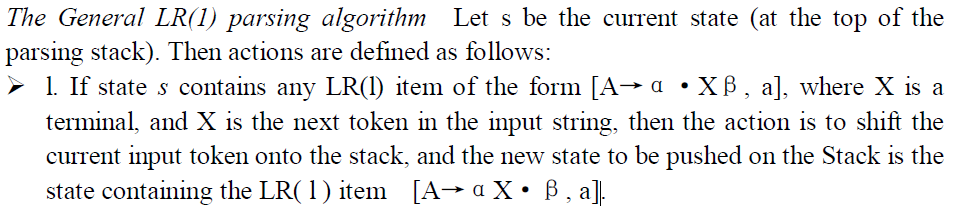 The General LR(1) parsing algorithm Let s be the current state (at the top of the
parsing stack). Then actions are defined as follows:
➢ l. If state s contains any LR(l) item of the form [A→ α • X β , a], where X is a
terminal, and X is the next token in the input string, then the action is to shift the
current input token onto the stack, and the new state to be pushed on the Stack is the
state containing the LR( 1 ) item [A→ α X • β , a].